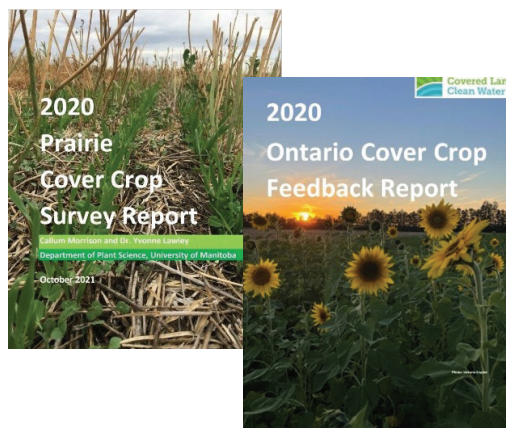 2020
Prairie
Cover Crop
Survey Report
Callum Morrison and Dr. Yvonne Lawley
Department of Plant Science, University of Manitoba
October 2021
Covered Lan
Clean Water
2020
Ontario Cover Crop
Feedback Report